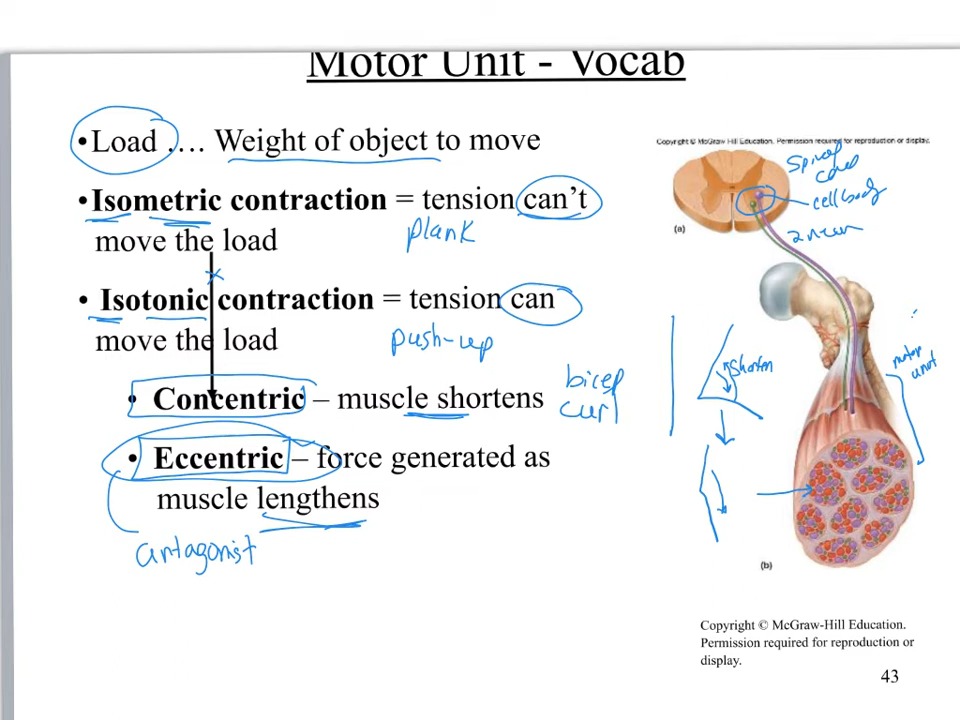 Motor Unit - Vocab
•Load …. Weight of object to move
•Isometric contraction = tension can't
move the load
plank
• Isotonic contraction = tension can
move the load
push-up
• Concentric – muscle shortens
bicep
curl
• Eccentric – force generated as
muscle lengthens
antagonist
Copyright © McGraw Hill Education. Permission required for reproduction or display.
Spinal
cord
cell body
(a)
shorten
motor
unit
(b)
Copyright © McGraw-Hill Education.
Permission required for reproduction or
display.
43